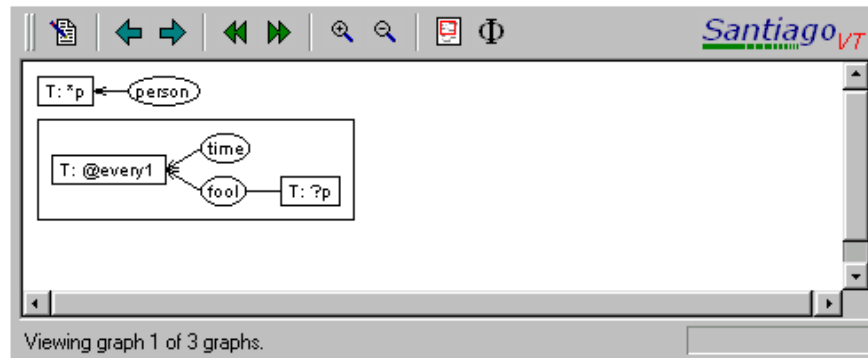 Φ
Santiago VT
T: *p person
time
T: @every1
fool T: ?p
Viewing graph 1 of 3 graphs.